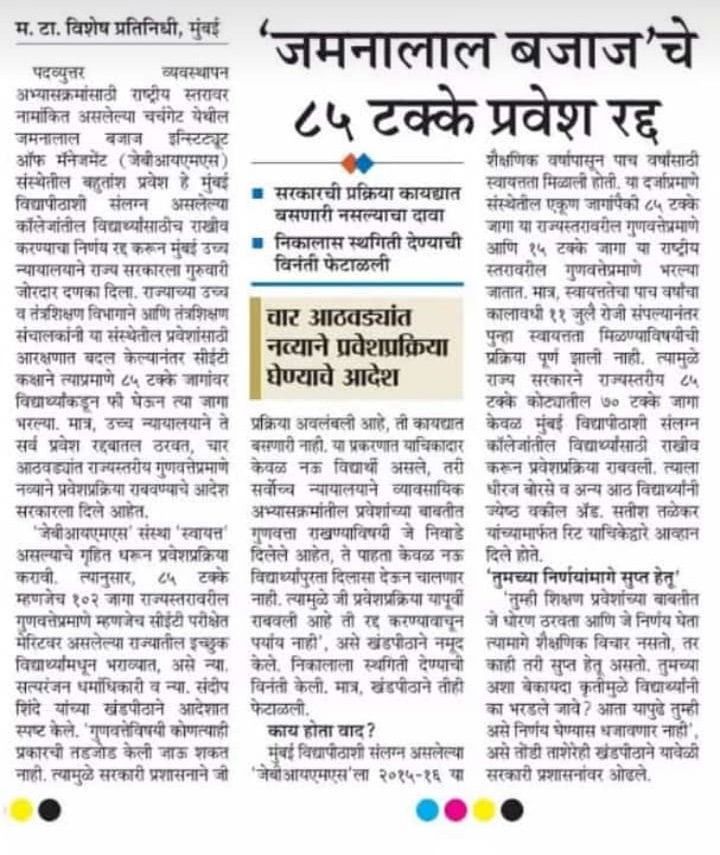 म. टा. विशेष प्रतिनिधी, मुंबई
'जमनालाल बजाज'चे
८५ टक्के प्रवेश रद्द
■ सरकारची प्रक्रिया कायद्यात
बसणारी नसल्याचा दावा
■ निकालास स्थगिती देण्याची
विनंती फेटाळली
चार आठवड्यांत
नव्याने प्रवेशप्रक्रिया
घेण्याचे आदेश
पदव्युत्तर व्यवस्थापन
अभ्यासक्रमांसाठी राष्ट्रीय स्तरावर
नामांकित असलेल्या चर्चगेट येथील
जमनालाल बजाज इन्स्टिट्यूट
ऑफ मॅनेजमेंट (जेबीआयएमएस)
संस्थेतील बहुतांश प्रवेश हे मुंबई
विद्यापीठाशी संलग्न असलेल्या
कॉलेजांतील विद्यार्थ्यांसाठीच राखीव
करण्याचा निर्णय रद्द करून मुंबई उच्च
न्यायालयाने राज्य सरकारला गुरुवारी
जोरदार दणका दिला. राज्याच्या उच्च
व तंत्रशिक्षण विभागाने आणि तंत्रशिक्षण
संचालकांनी या संस्थेतील प्रवेशांसाठी
आरक्षणात बदल केल्यानंतर सीईटी
कक्षाने त्याप्रमाणे ८५ टक्के जागांवर
विद्यार्थ्यांकडून फी घेऊन त्या जागा
भरल्या. मात्र, उच्च न्यायालयाने ते
सर्व प्रवेश रद्दबातल ठरवत, चार
आठवड्यांत राज्यस्तरीय गुणवत्तेप्रमाणे
नव्याने प्रवेशप्रक्रिया राबवण्याचे आदेश
सरकारला दिले आहेत.
'जेबीआयएमएस' संस्था 'स्वायत्त'
असल्याचे गृहित धरून प्रवेशप्रक्रिया
करावी. त्यानुसार, ८५ टक्के
म्हणजेच १०२ जागा राज्यस्तरावरील
गुणवत्तेप्रमाणे म्हणजेच सीईटी परीक्षेत
मेरिटवर असलेल्या राज्यातील इच्छुक
विद्यार्थ्यांमधून भराव्यात, असे न्या.
सत्यरंजन धर्माधिकारी व न्या. संदीप
शिंदे यांच्या खंडपीठाने आदेशात
स्पष्ट केले. 'गुणवत्तेविषयी कोणत्याही
प्रकारची तडजोड केली जाऊ शकत
नाही. त्यामुळे सरकारी प्रशासनाने जी
प्रक्रिया अवलंबली आहे, ती कायद्यात
बसणारी नाही. या प्रकरणात याचिकादार
केवळ नऊ विद्यार्थी असले, तरी
सर्वोच्च न्यायालयाने व्यावसायिक
अभ्यासक्रमांतील प्रवेशांच्या बाबतीत
गुणवत्ता राखण्याविषयी जे निवाडे
दिलेले आहेत, ते पाहता केवळ नऊ
विद्यार्थ्यांपुरता दिलासा देऊन चालणार
नाही. त्यामुळे जी प्रवेशप्रक्रिया यापूर्वी
राबवली आहे ती रद्द करण्यावाचून
पर्याय नाही', असे खंडपीठाने नमूद
केले. निकालाला स्थगिती देण्याची
विनंती केली. मात्र, खंडपीठाने तीही
फेटाळली.
काय होता वाद?
मुंबई विद्यापीठाशी संलग्न असलेल्या
'जेबीआयएमएस'ला २०१५-१६ या
शैक्षणिक वर्षापासून पाच वर्षांसाठी
स्वायत्तता मिळाली होती. या दर्जाप्रमाणे
संस्थेतील एकूण जागांपैकी ८५ टक्के
जागा या राज्यस्तरावरील गुणवत्तेप्रमाणे
आणि १५ टक्के जागा या राष्ट्रीय
स्तरावरील गुणवत्तेप्रमाणे भरल्या
जातात. मात्र, स्वायत्ततेचा पाच वर्षांचा
कालावधी ११ जुलै रोजी संपल्यानंतर
पुन्हा स्वायत्तता मिळण्याविषयीची
प्रक्रिया पूर्ण झाली नाही. त्यामुळे
राज्य सरकारने राज्यस्तरीय ८५
टक्के कोट्यातील ७० टक्के जागा
केवळ मुंबई विद्यापीठाशी संलग्न
कॉलेजांतील विद्यार्थ्यांसाठी राखीव
करून प्रवेशप्रक्रिया राबवली. त्याला
धीरज बोरसे व अन्य आठ विद्यार्थ्यांनी
ज्येष्ठ वकील अॅड. सतीश तळेकर
यांच्यामार्फत रिट याचिकेद्वारे आव्हान
दिले होते.
'तुमच्या निर्णयांमागे सुप्त हेतू'
'तुम्ही शिक्षण प्रवेशांच्या बाबतीत
जे धोरण ठरवता आणि जे निर्णय घेता
त्यामागे शैक्षणिक विचार नसतो, तर
काही तरी सुप्त हेतू असतो. तुमच्या
अशा बेकायदा कृतीमुळे विद्यार्थ्यांनी
का भरडले जावे? आता यापुढे तुम्ही
असे निर्णय घेण्यास धजावणार नाही',
असे तोंडी ताशेरेही खंडपीठाने यावेळी
सरकारी प्रशासनांवर ओढले.